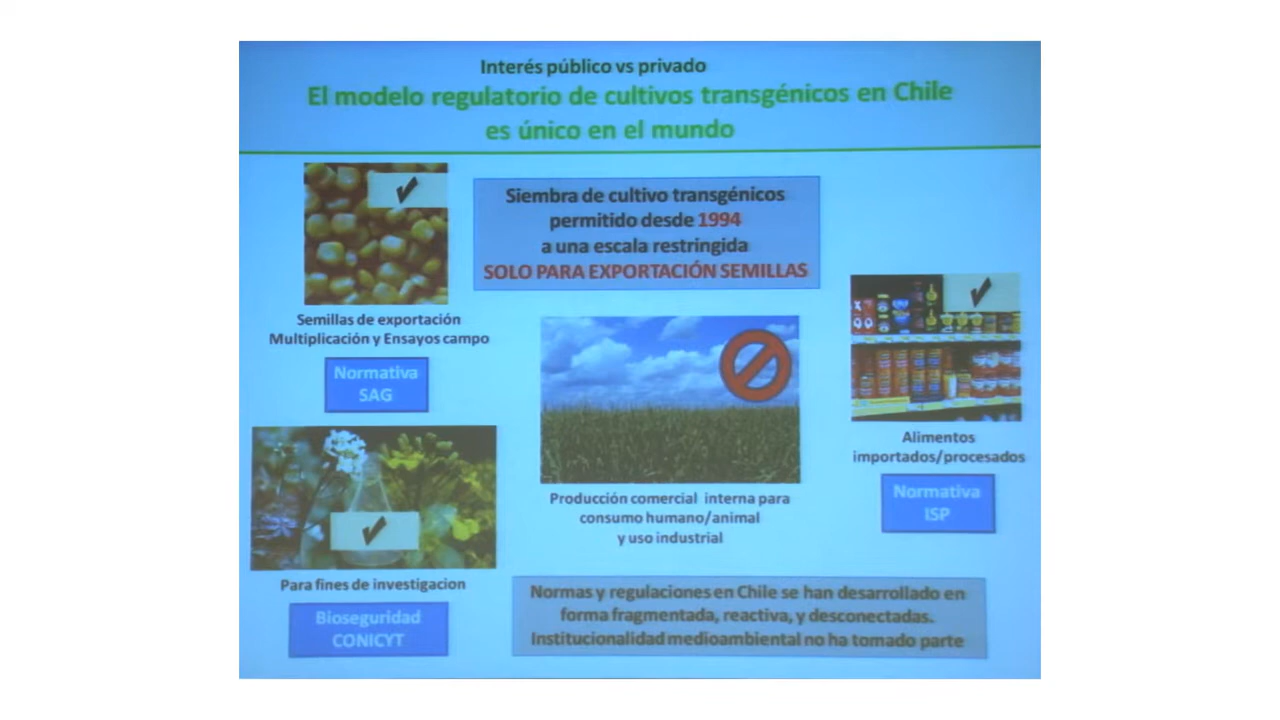 Interés público vs privado
El modelo regulatorio de cultivos transgénicos en Chile
es único en el mundo
Siembra de cultivo transgénicos
permitido desde 1994
a una escala restringida
SOLO PARA EXPORTACIÓN SEMILLAS
Semillas de exportación
Multiplicación y Ensayos campo
Normativa
SAG
Para fines de investigacion
Bioseguridad
CONICYT
Producción comercial interna para
consumo humano/animal
y uso industrial
Alimentos
importados/procesados
Normativa
ISP
Normas y regulaciones en Chile se han desarrollado en
forma fragmentada, reactiva, y desconectadas.
Institucionalidad medioambiental no ha tomado parte